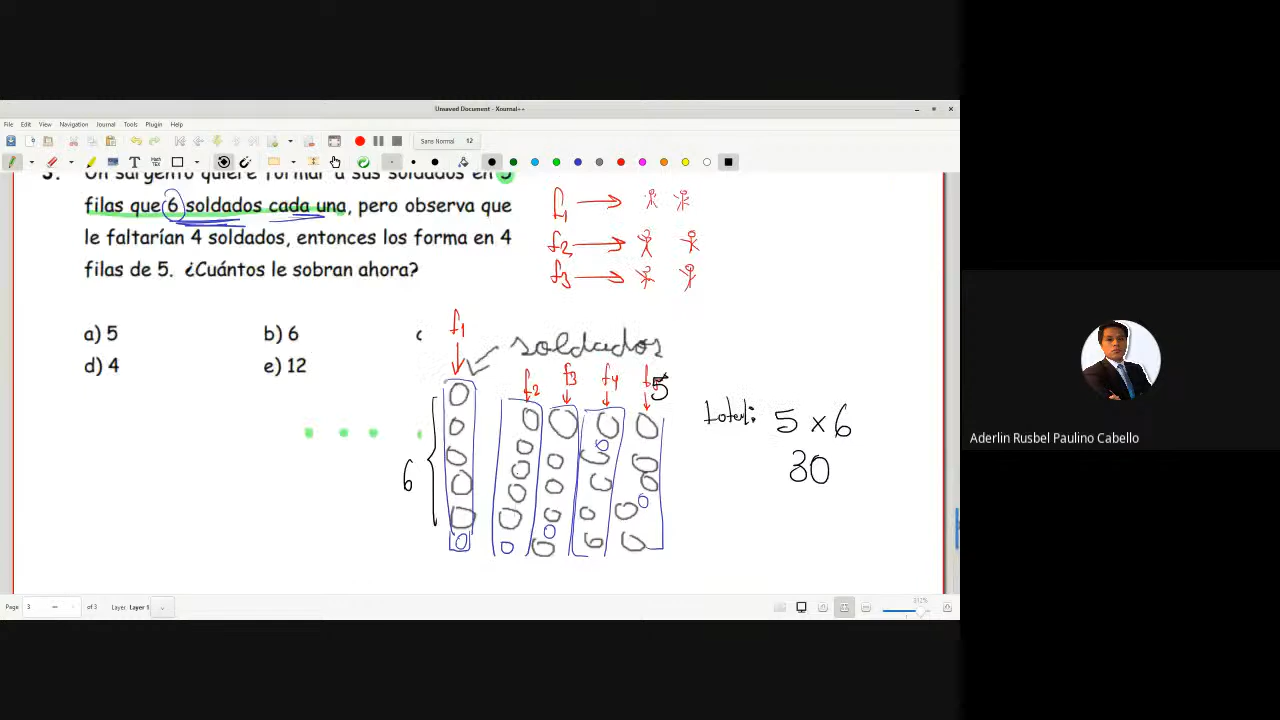 Unsaved Document - Xournal++
File Edit View Navigation Journal Tools Plugin Help
T Sans Normal 12
3. Un sargento quiere formar a sus soldados en 5
filas que 6 soldados cada una, pero observa que
le faltarían 4 soldados, entonces los forma en 4
filas de 5. ¿Cuántos le sobran ahora?
f1
f2
f3
a) 5 b) 6 c
d) 4 e) 12
f1
soldados
f2 f3 f4 f5
6
total: 5 x 6
30
Aderlin Rusbel Paulino Cabello
Page 3 of 3 Layer: Layer 1